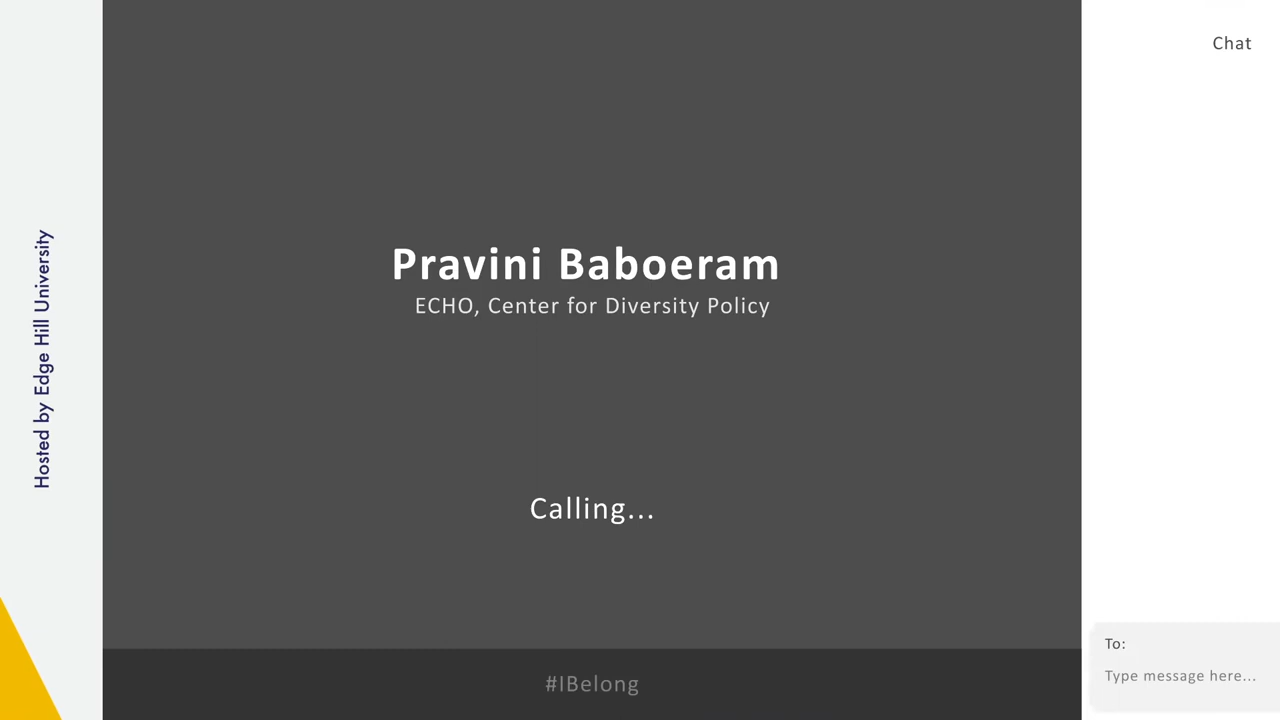 Hosted by Edge Hill University
Pravini Baboeram
ECHO, Center for Diversity Policy
Calling...
#IBelong
Chat
To:
Type message here...